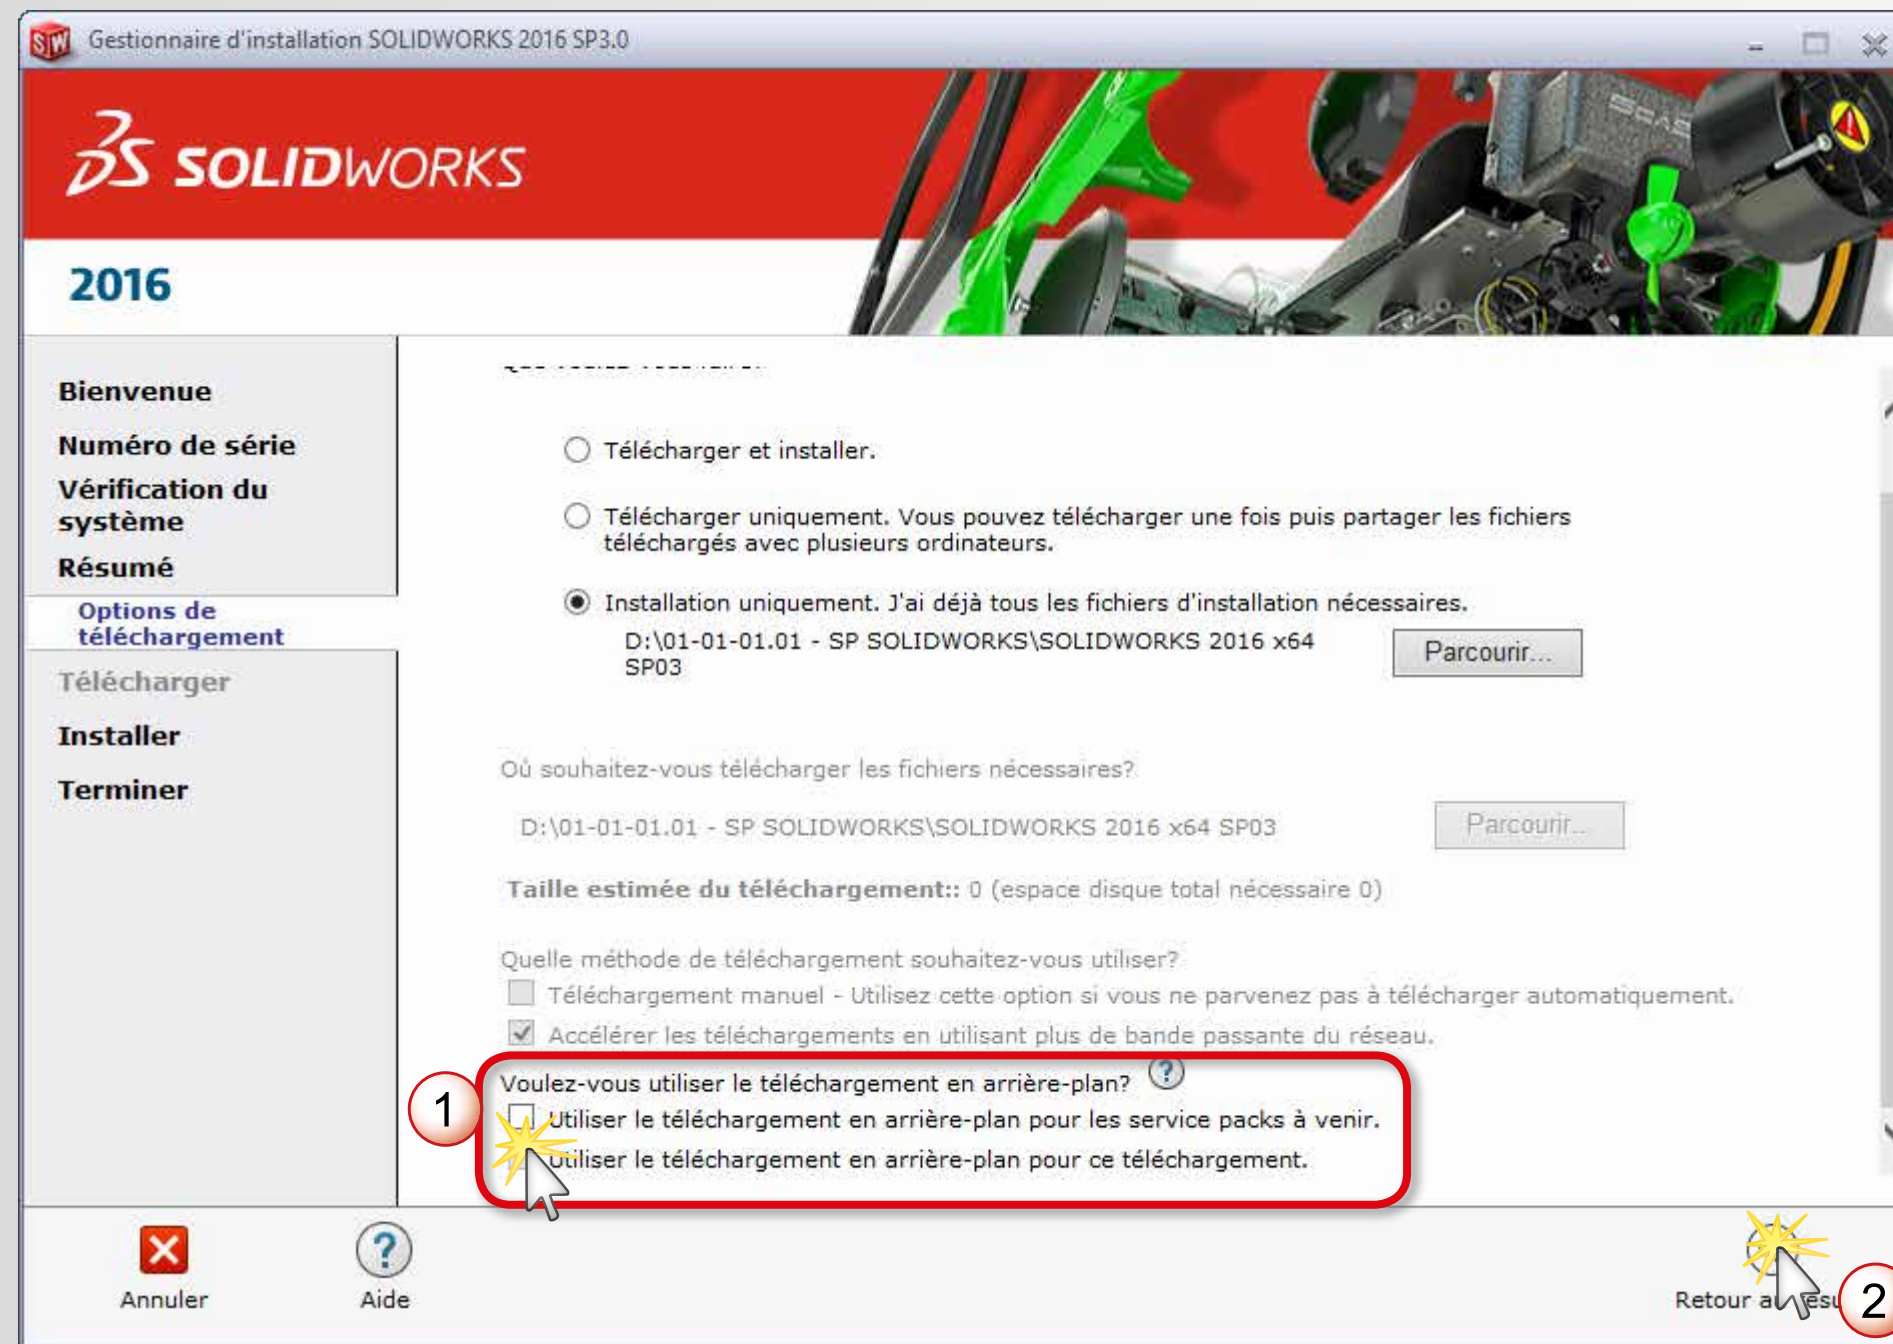 Gestionnaire d'installation SOLIDWORKS 2016 SP3.0
SOLIDWORKS
2016
Bienvenue
Numéro de série
Vérification du
système
Résumé
Options de
téléchargement
Télécharger
Installer
Terminer
Télécharger et installer.
Télécharger uniquement. Vous pouvez télécharger une fois puis partager les fichiers
téléchargés avec plusieurs ordinateurs.
Installation uniquement. J'ai déjà tous les fichiers d'installation nécessaires.
D:\01-01-01.01 - SP SOLIDWORKS\SOLIDWORKS 2016 x64
SP03
Parcourir...
Où souhaitez-vous télécharger les fichiers nécessaires?
D:\01-01-01.01 - SP SOLIDWORKS\SOLIDWORKS 2016 x64 SP03
Parcourir...
Taille estimée du téléchargement:: 0 (espace disque total nécessaire 0)
Quelle méthode de téléchargement souhaitez-vous utiliser?
Téléchargement manuel - Utilisez cette option si vous ne parvenez pas à télécharger automatiquement.
Accélérer les téléchargements en utilisant plus de bande passante du réseau.
1
Voulez-vous utiliser le téléchargement en arrière-plan? ?
Utiliser le téléchargement en arrière-plan pour les service packs à venir.
Utiliser le téléchargement en arrière-plan pour ce téléchargement.
?
Annuler
Aide
Retour au
2